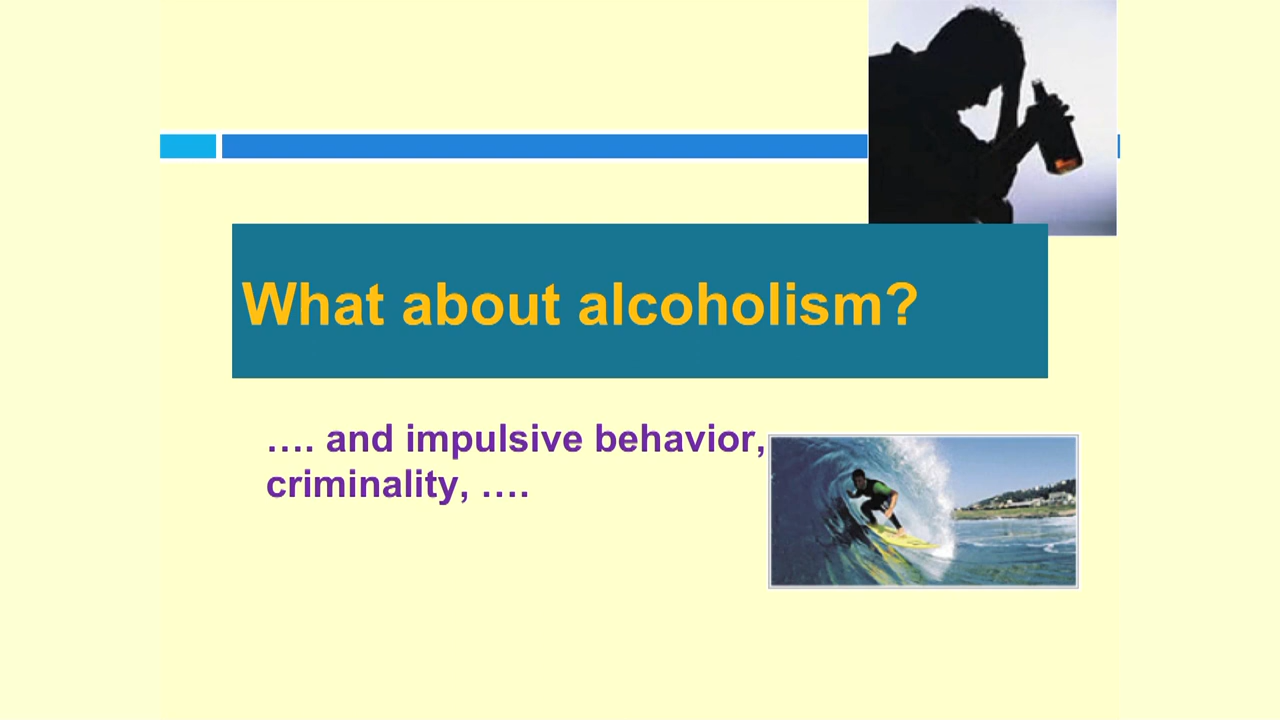 What about alcoholism?
…. and impulsive behavior,
criminality, ….